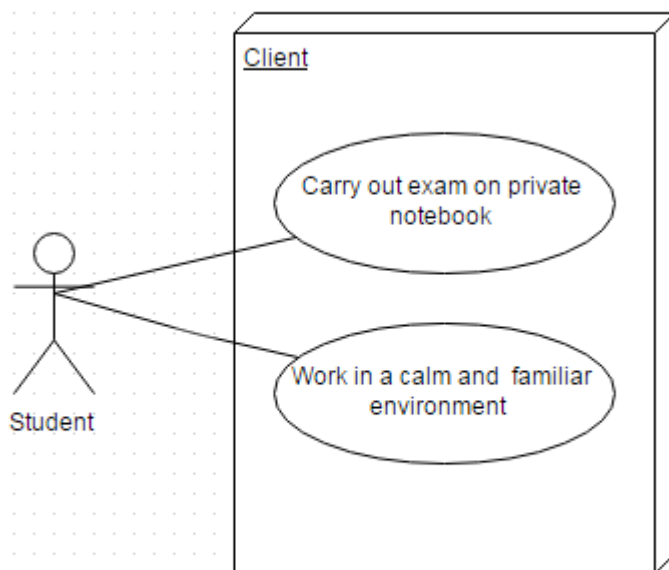 Client
Carry out exam on private
notebook
Work in a calm and  familiar
environment
Student